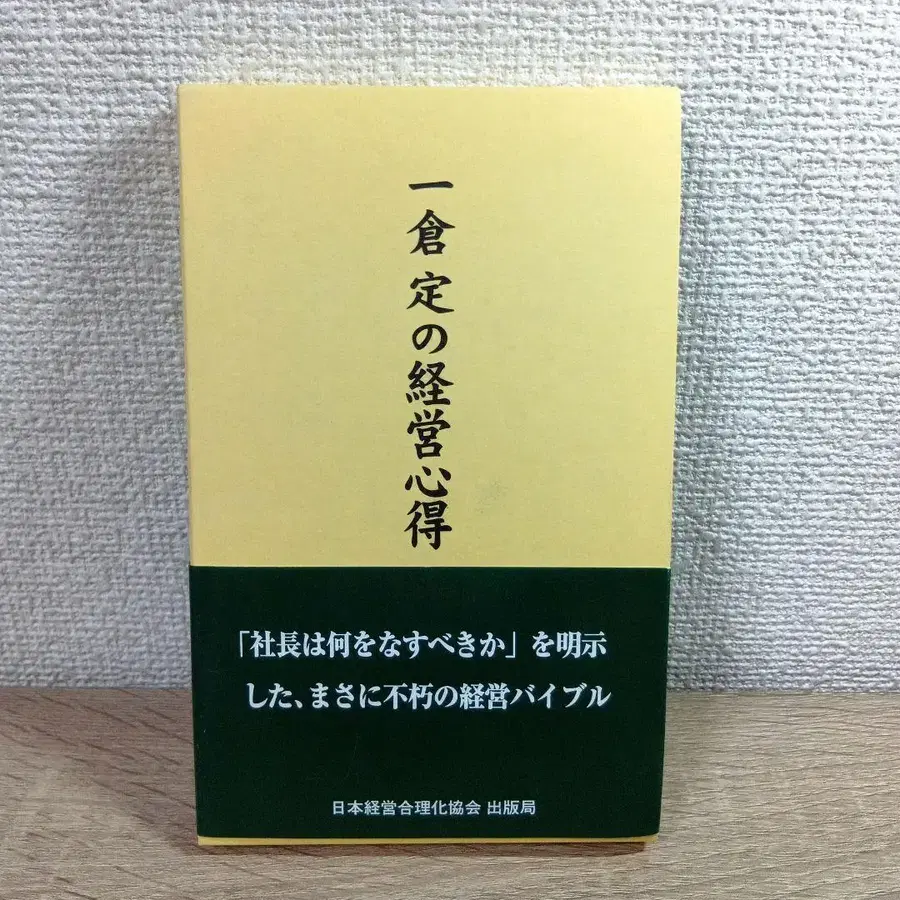 一倉 定の経営心得
「社長は何をなすべきか」を明示
した、まさに不朽の経営バイブル
日本経営合理化協会 出版局